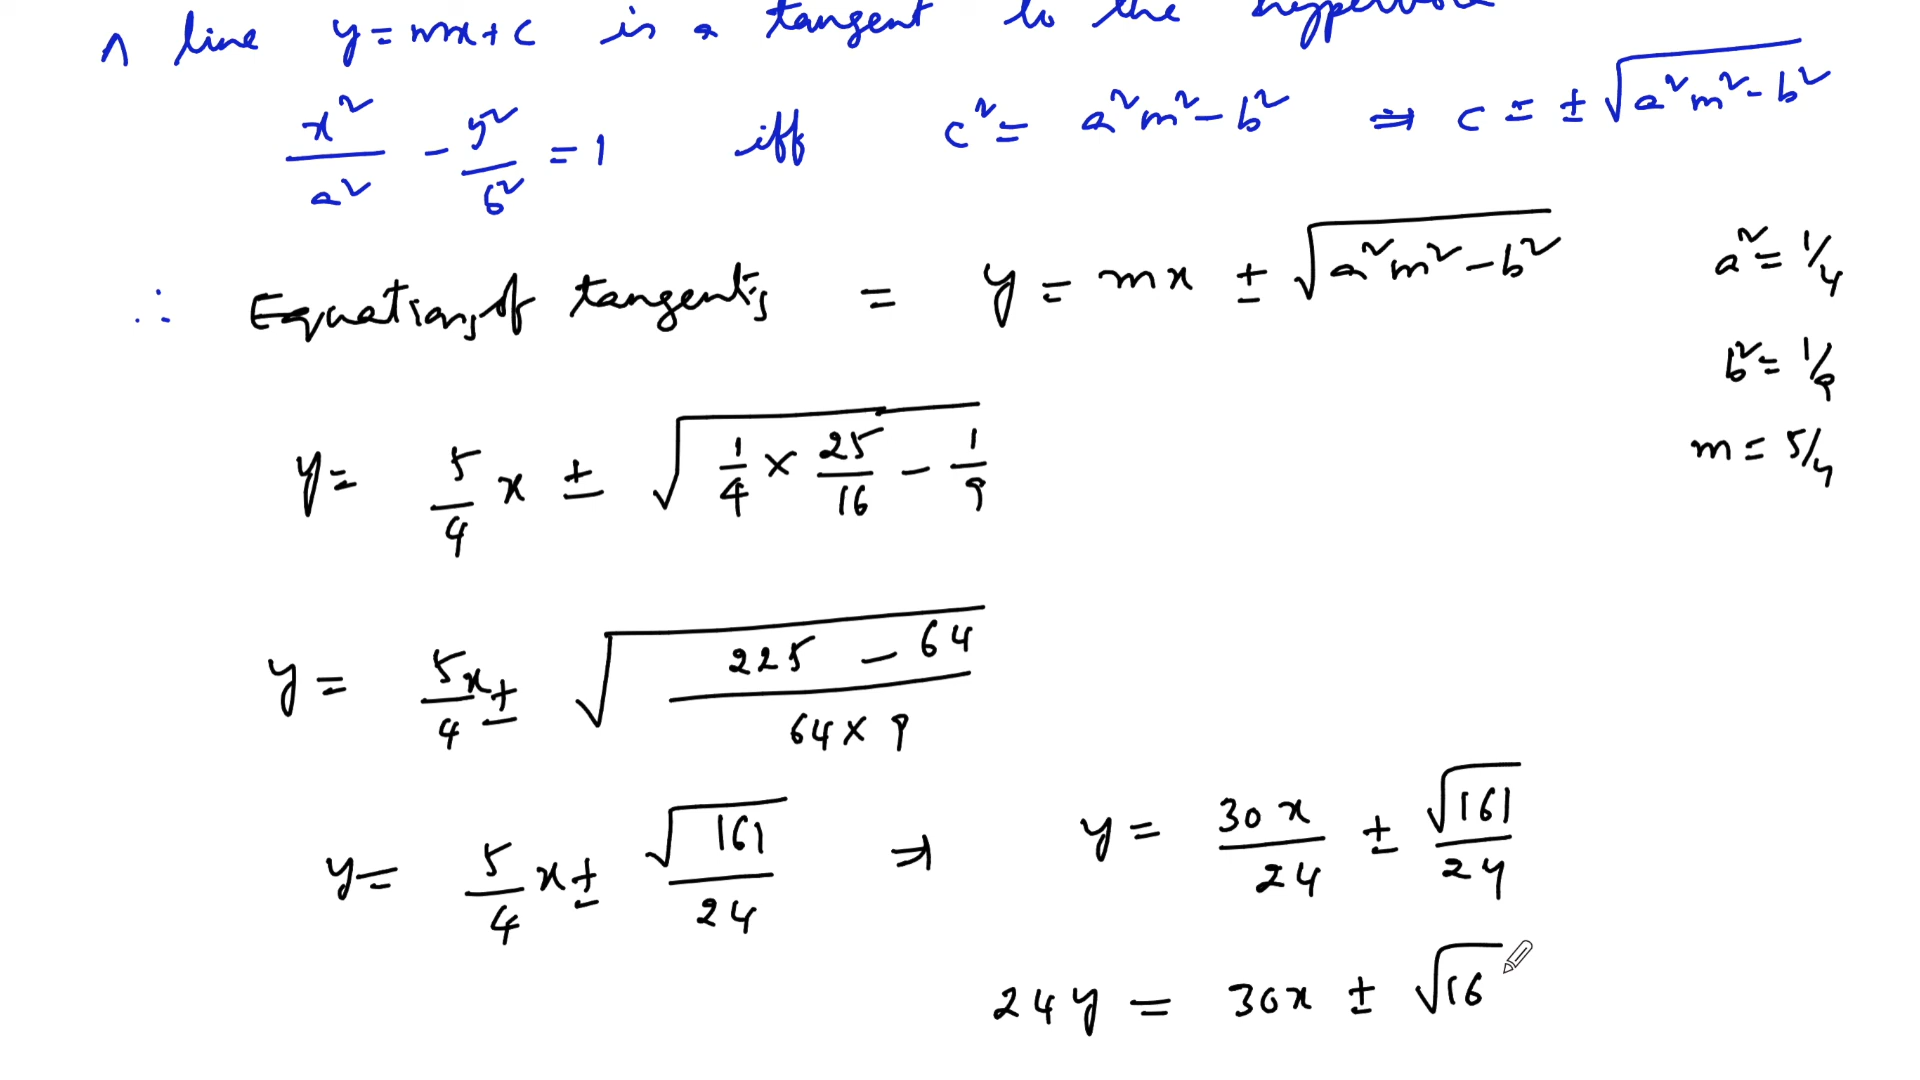 A line y = mx + c is a tangent to the hyperbola
x²/a² - y²/b² = 1 iff c² = a²m² - b² ⇒ c = ± √(a²m² - b²)
∴ Equations of tangents = y = mx ± √(a²m² - b²) a² = 1/4
b² = 1/9
y = 5/4 x ± √(1/4 × 25/16 - 1/9) m = 5/4
y = 5x/4 ± √((225 - 64)/(64 × 9))
y = 5/4 x ± √161/24 ⇒ y = 30x/24 ± √161/24
24y = 30x ± √16